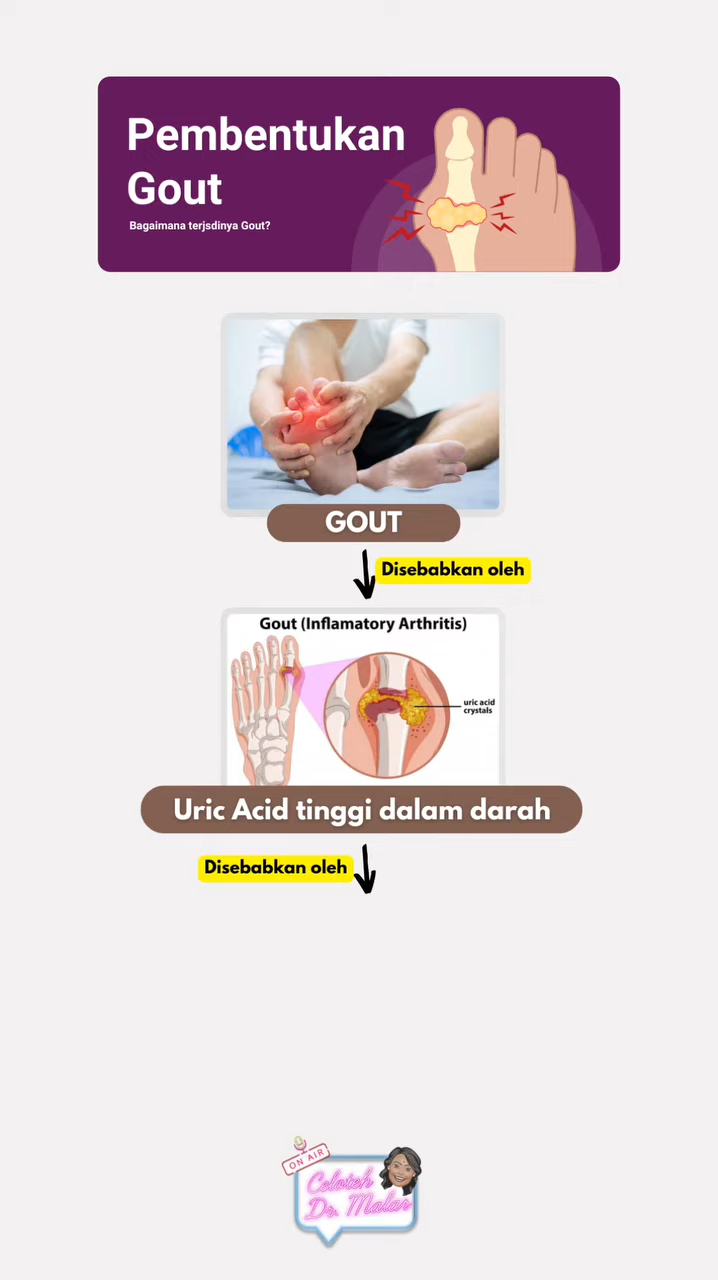 Pembentukan
Gout
Bagaimana terjsdinya Gout?
GOUT
Disebabkan oleh
Gout (Inflamatory Arthritis)
uric acid
crystals
Uric Acid tinggi dalam darah
Disebabkan oleh
ON AIR
Celoteh
Dr. Malar